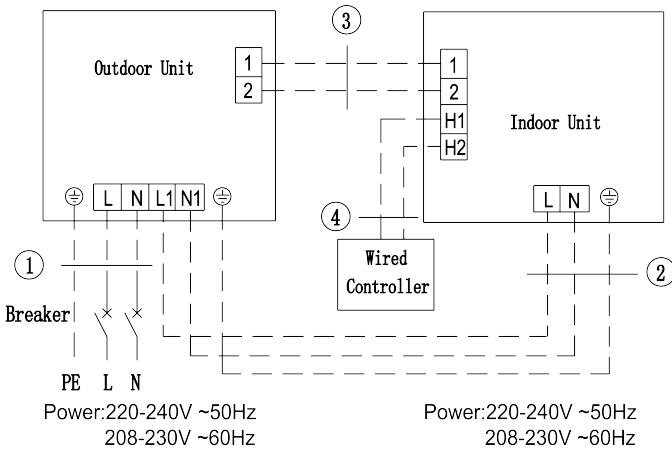 ③
Outdoor Unit
1
2
1
2
H1
H2
Indoor Unit
L N L1 N1
L N
④
①
Wired
Controller
②
Breaker
PE L N
Power:220-240V ~50Hz
208-230V ~60Hz
Power:220-240V ~50Hz
208-230V ~60Hz